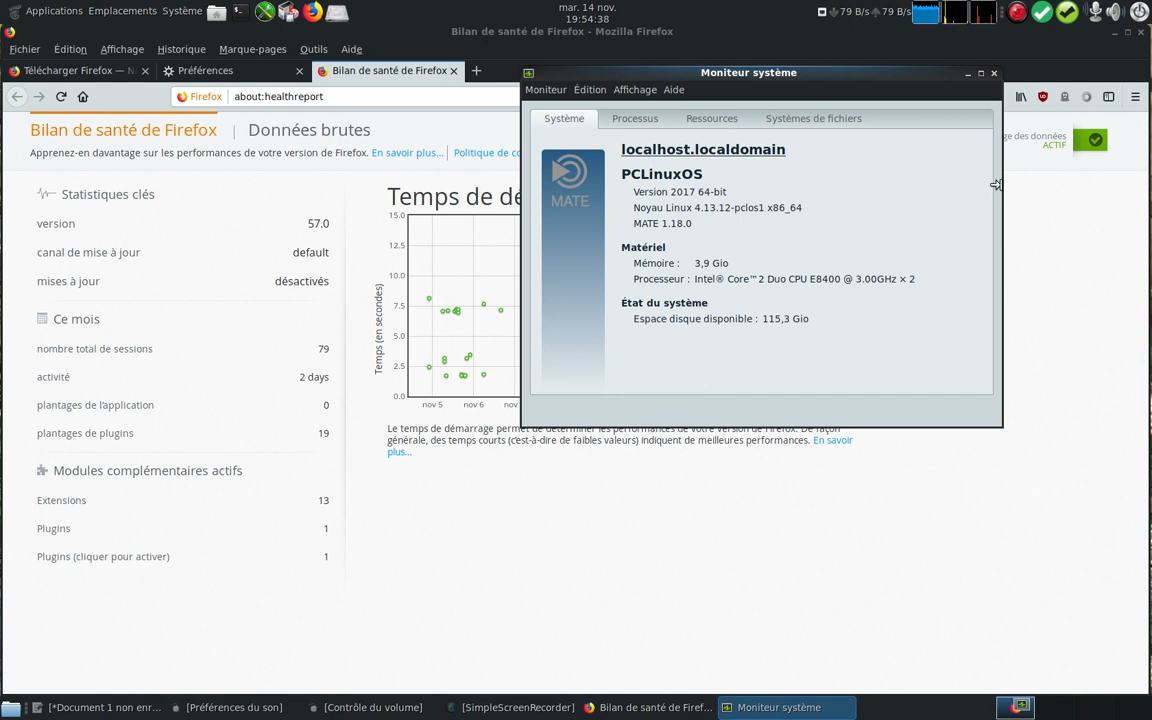 Applications Emplacements Système
mar. 14 nov.
19:54:38
79 B/s 79 B/s
Bilan de santé de Firefox - Mozilla Firefox
Fichier Édition Affichage Historique Marque-pages Outils Aide
Télécharger Firefox — N
Préférences
Bilan de santé de Firefox
Firefox about:healthreport
Bilan de santé de Firefox | Données brutes
Apprenez-en davantage sur les performances de votre version de Firefox. En savoir plus... Politique de co
ge des données
ACTIF
Statistiques clés
version 57.0
canal de mise à jour default
mises à jour désactivés
Ce mois
nombre total de sessions 79
activité 2 days
plantages de l'application 0
plantages de plugins 19
Modules complémentaires actifs
Extensions 13
Plugins 1
Plugins (cliquer pour activer) 1
Temps de dé
Temps (en secondes)
15.0
12.5
10.0
7.5
5.0
2.5
0.0
nov 5 nov 6 nov
Le temps de démarrage permet de déterminer les performances de votre version de Firefox. De façon
générale, des temps courts (c'est-à-dire de faibles valeurs) indiquent de meilleures performances. En savoir
plus...
Moniteur système
Moniteur Édition Affichage Aide
Système Processus Ressources Systèmes de fichiers
MATE
localhost.localdomain
PCLinuxOS
Version 2017 64-bit
Noyau Linux 4.13.12-pclos1 x86_64
MATE 1.18.0
Matériel
Mémoire : 3,9 Gio
Processeur : Intel® Core™2 Duo CPU E8400 @ 3.00GHz × 2
État du système
Espace disque disponible : 115,3 Gio
[*Document 1 non enr...
[Préférences du son]
[Contrôle du volume]
[SimpleScreenRecorder]
Bilan de santé de Firef...
Moniteur système